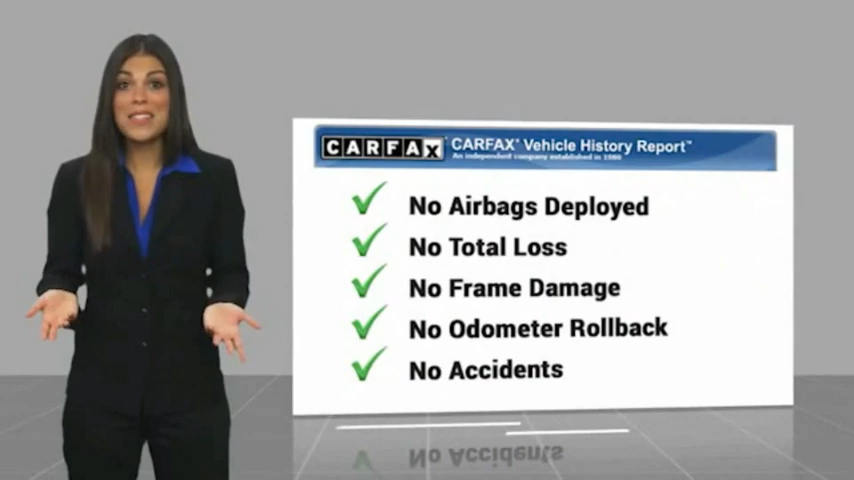 CARFAX CARFAX® Vehicle History Report™
An independent company established in 1986
No Airbags Deployed
No Total Loss
No Frame Damage
No Odometer Rollback
No Accidents
No Accidents